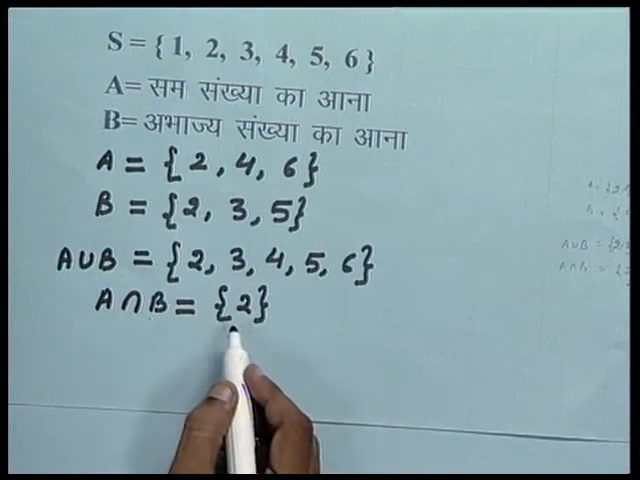 S = { 1, 2, 3, 4, 5, 6 }
A= सम संख्या का आना
B= अभाज्य संख्या का आना
A = {2, 4, 6}
B = {2, 3, 5}
A∪B = {2, 3, 4, 5, 6}
A∩B = {2}